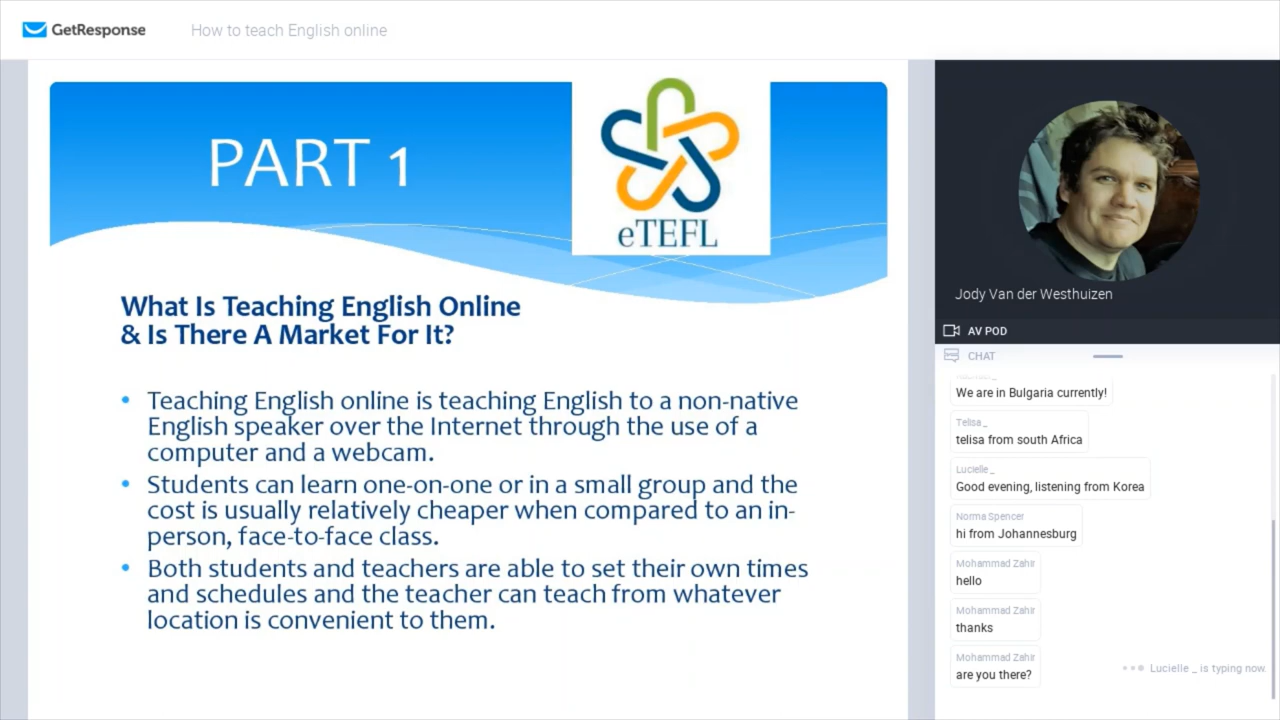 GetResponse
How to teach English online
PART 1
eTEFL
What Is Teaching English Online
& Is There A Market For It?
• Teaching English online is teaching English to a non-native
English speaker over the Internet through the use of a
computer and a webcam.
• Students can learn one-on-one or in a small group and the
cost is usually relatively cheaper when compared to an in-
person, face-to-face class.
• Both students and teachers are able to set their own times
and schedules and the teacher can teach from whatever
location is convenient to them.
Jody Van der Westhuizen
AV POD
CHAT
We are in Bulgaria currently!
Telisa _
telisa from south Africa
Lucielle _
Good evening, listening from Korea
Norma Spencer
hi from Johannesburg
Mohammad Zahir
hello
Mohammad Zahir
thanks
Mohammad Zahir
are you there?
Lucielle _ is typing now.